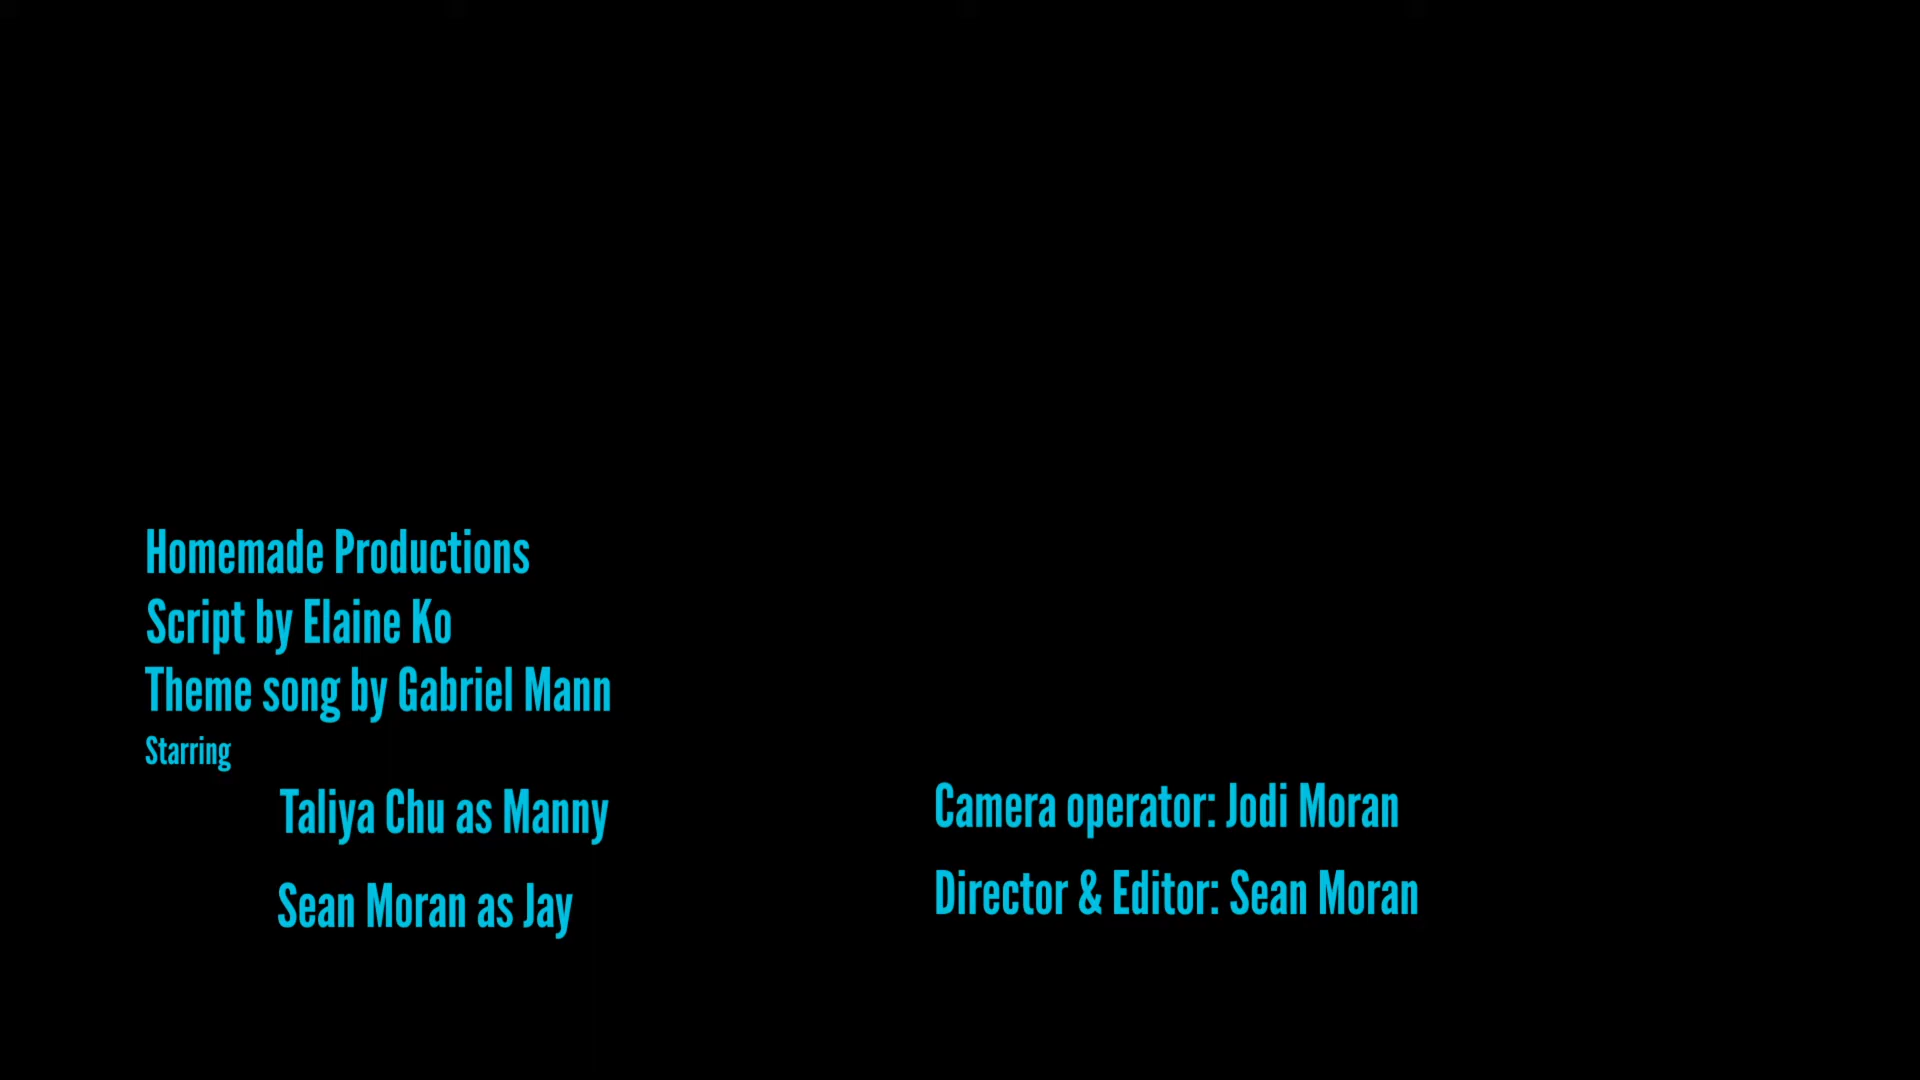 Homemade Productions
Script by Elaine Ko
Theme song by Gabriel Mann
Starring
Taliya Chu as Manny
Sean Moran as Jay
Camera operator: Jodi Moran
Director & Editor: Sean Moran